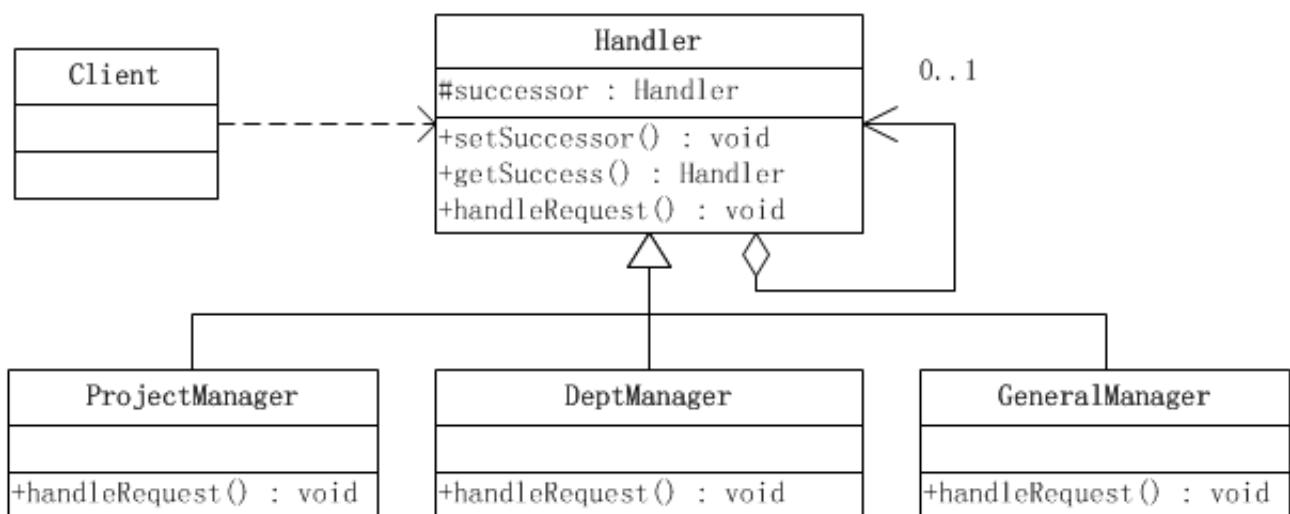 Handler
Client
0..1
#successor : Handler
+setSuccessor() : void
+getSuccess() : Handler
+handleRequest() : void
ProjectManager
DeptManager
GeneralManager
+handleRequest() : void
+handleRequest() : void
+handleRequest() : void